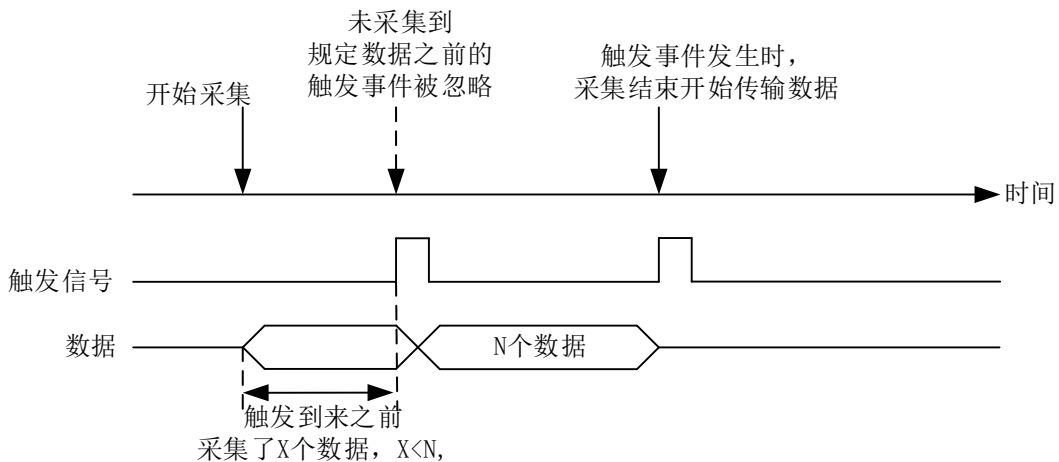 未采集到
规定数据之前的
触发事件被忽略
触发事件发生时，
采集结束开始传输数据
开始采集
时间
触发信号
数据
N个数据
触发到来之前
采集了X个数据，X<N，